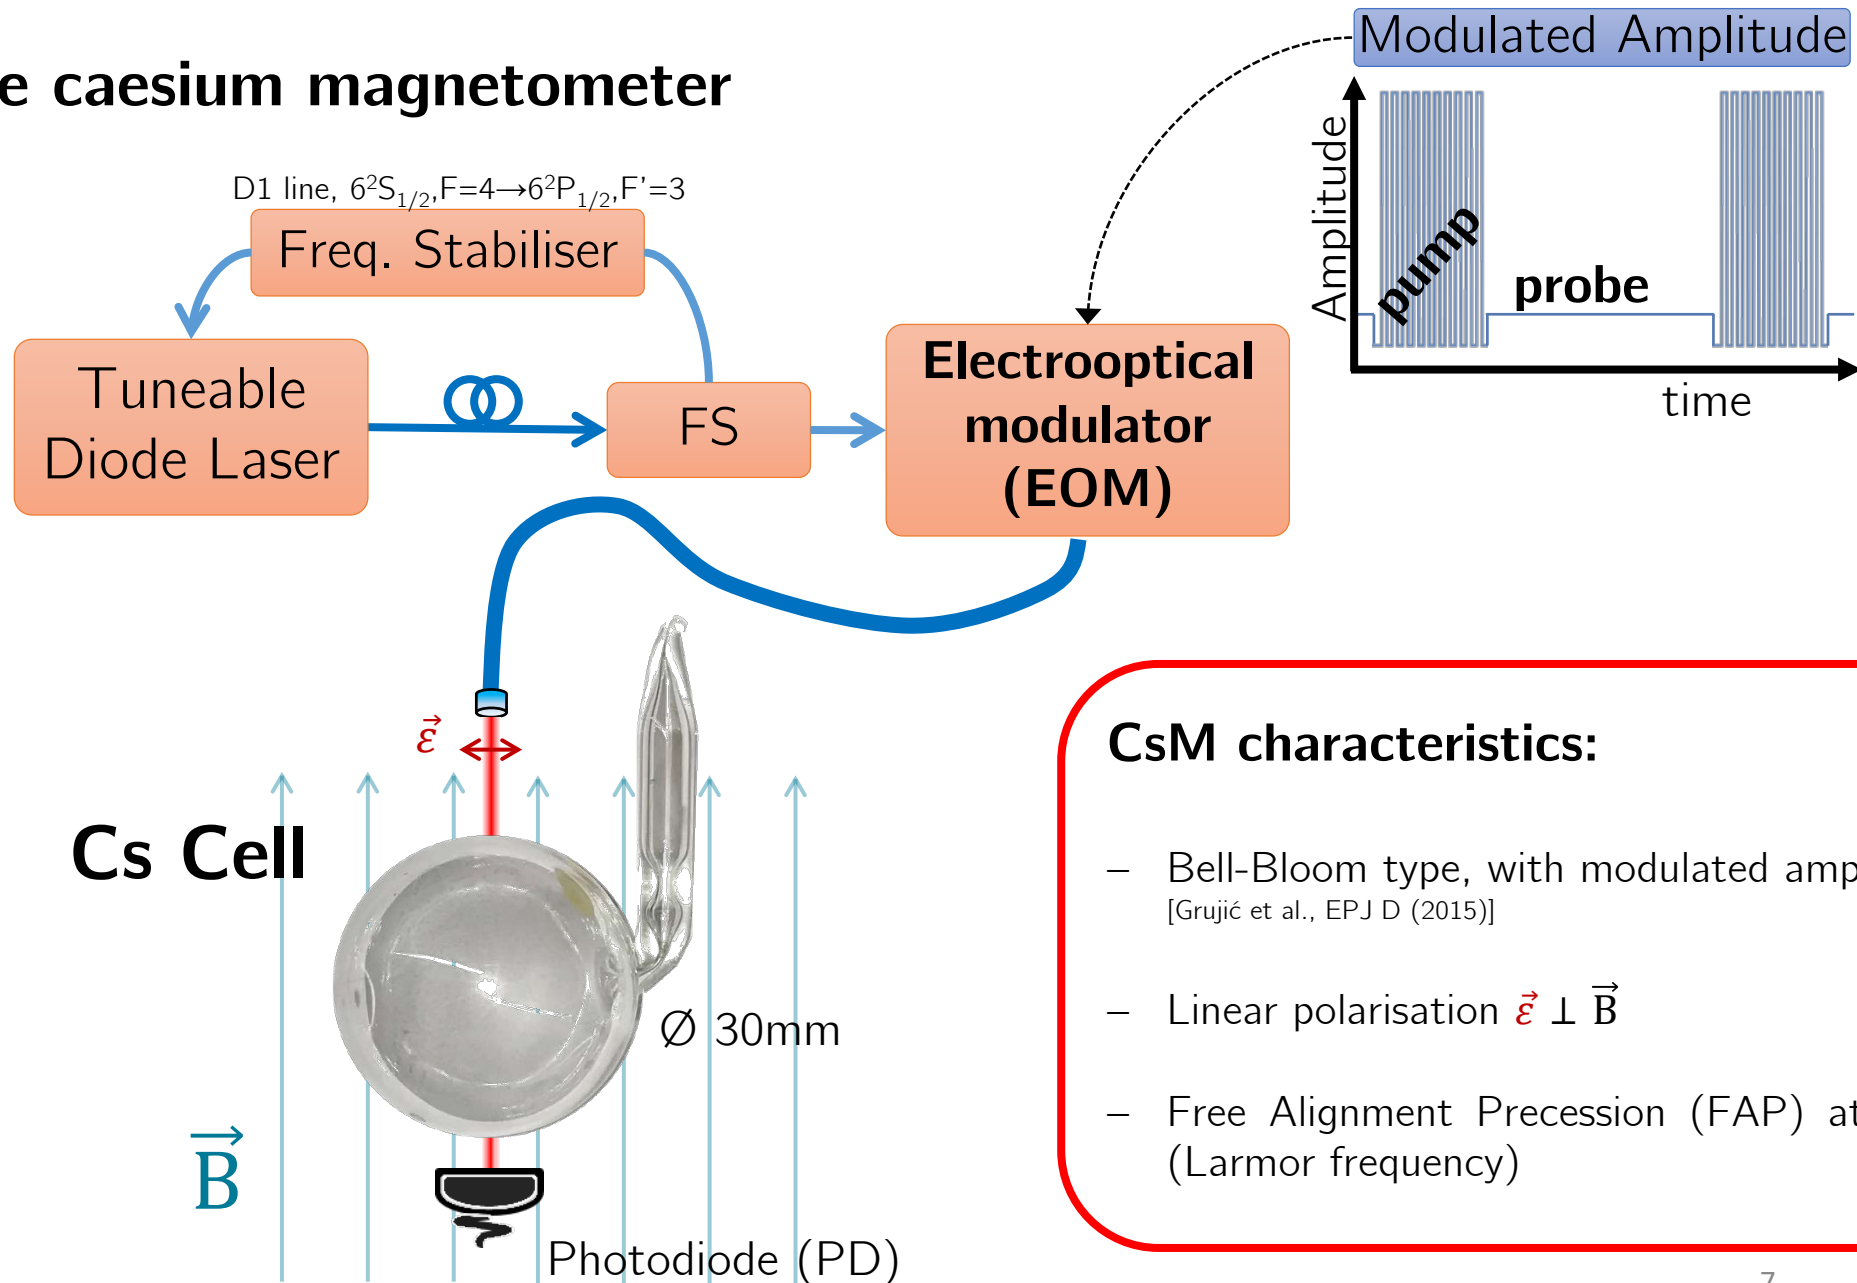 e caesium magnetometer
Modulated Amplitude
Amplitude
pump
probe
time
D1 line, 6²S₁/₂,F=4→6²P₁/₂,F'=3
Freq. Stabiliser
Tuneable
Diode Laser
FS
Electrooptical
modulator
(EOM)
ε⃗
Cs Cell
Ø 30mm
B⃗
Photodiode (PD)
CsM characteristics:
– Bell-Bloom type, with modulated amp
[Grujić et al., EPJ D (2015)]
– Linear polarisation ε⃗ ⊥ B⃗
– Free Alignment Precession (FAP) at
(Larmor frequency)
7